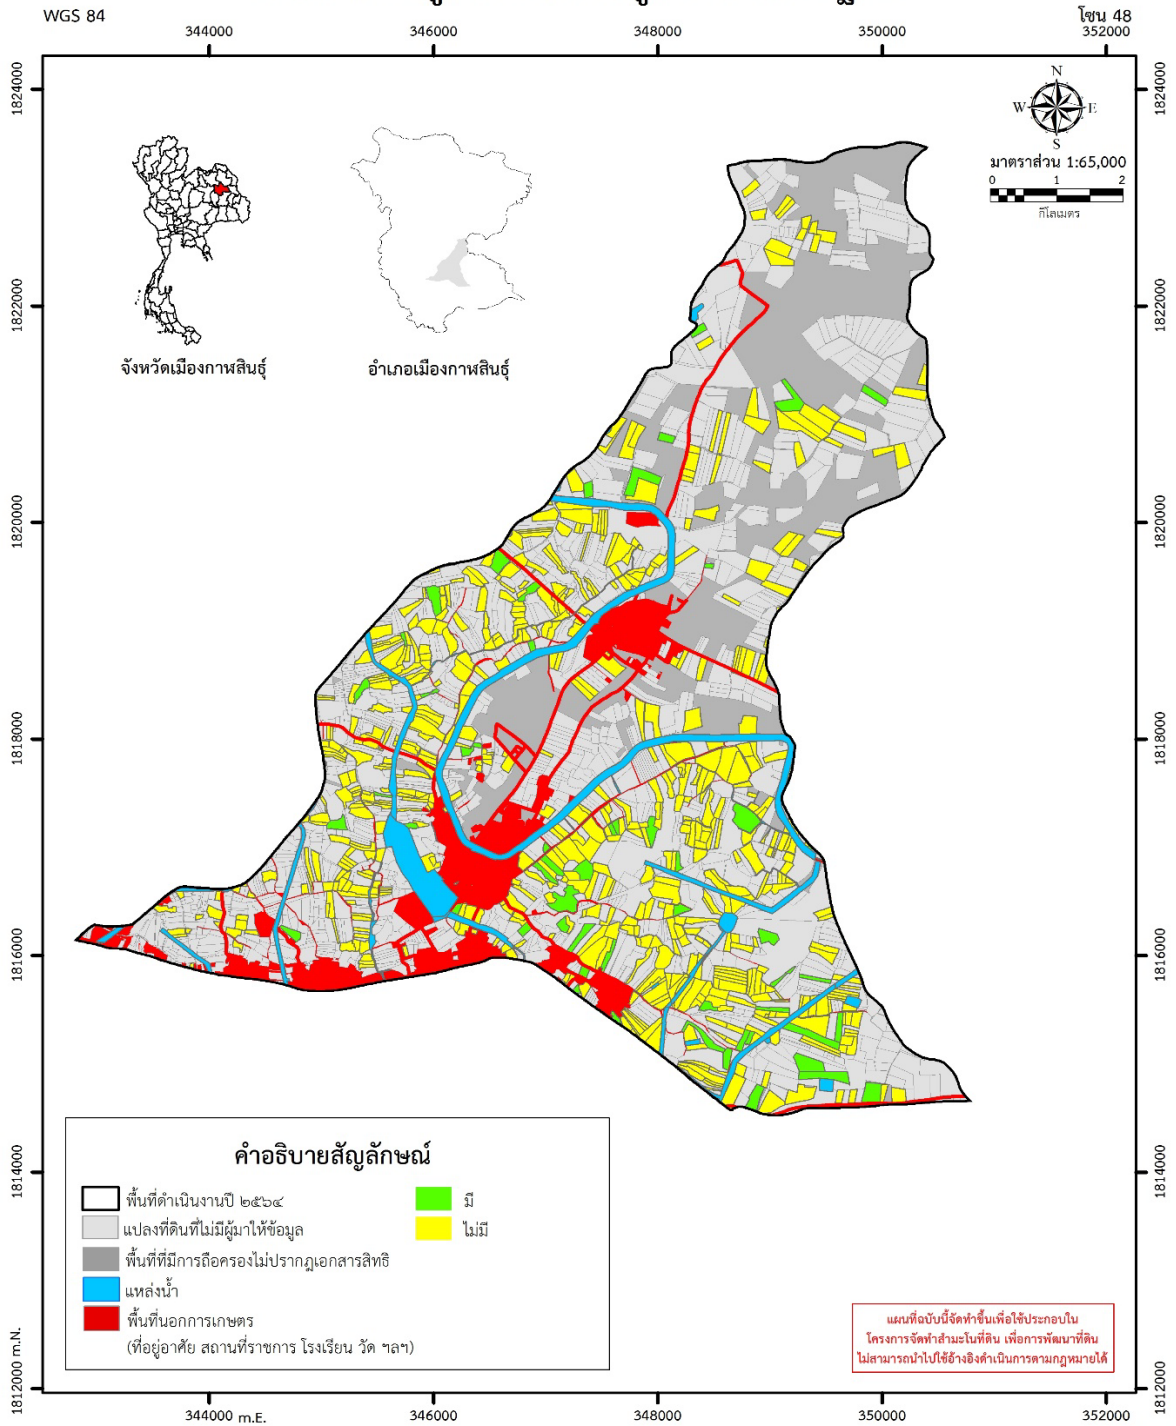 WGS 84
โซน 48
344000
346000
348000
350000
352000
1824000
1824000
N
W
E
S
มาตราส่วน 1:65,000
0
1
2
กิโลเมตร
จังหวัดเมืองกาฬสินธุ์
อำเภอเมืองกาฬสินธุ์
1822000
1822000
1820000
1820000
1818000
1818000
1816000
1816000
1814000
1814000
คำอธิบายสัญลักษณ์
พื้นที่ดำเนินงานปี ๒๕๖๔
มี
แปลงที่ดินที่ไม่มีผู้มาให้ข้อมูล
ไม่มี
พื้นที่ที่มีการถือครองไม่ปรากฏเอกสารสิทธิ
แหล่งน้ำ
พื้นที่นอกการเกษตร
(ที่อยู่อาศัย สถานที่ราชการ โรงเรียน วัด ฯลฯ)
แผนที่ฉบับนี้จัดทำขึ้นเพื่อใช้ประกอบใน
โครงการจัดทำสำมะโนที่ดิน เพื่อการพัฒนาที่ดิน
ไม่สามารถนำไปใช้อ้างอิงดำเนินการตามกฎหมายได้
1812000 m.N.
1812000
344000 m.E.
346000
348000
350000
352000